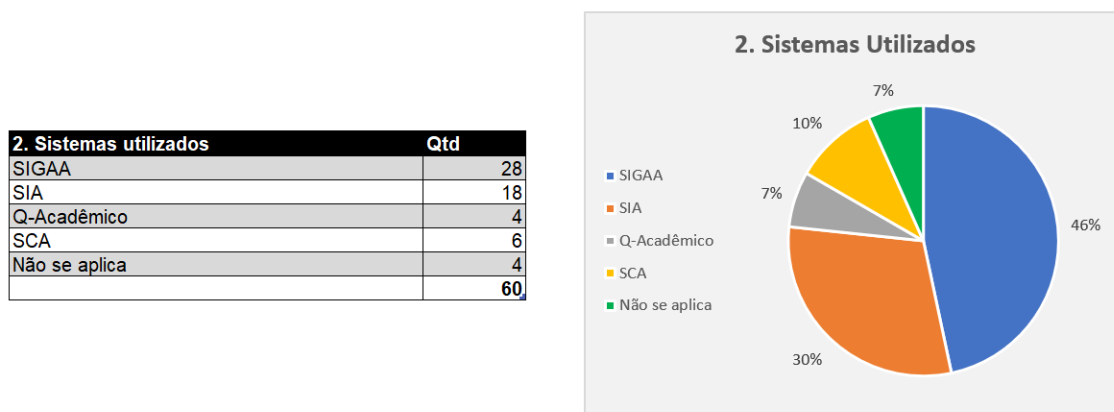 2. Sistemas utilizados Qtd
SIGAA 28
SIA 18
Q-Acadêmico 4
SCA 6
Não se aplica 4
60
2. Sistemas Utilizados
7%
10%
7%
46%
30%
SIGAA
SIA
Q-Acadêmico
SCA
Não se aplica